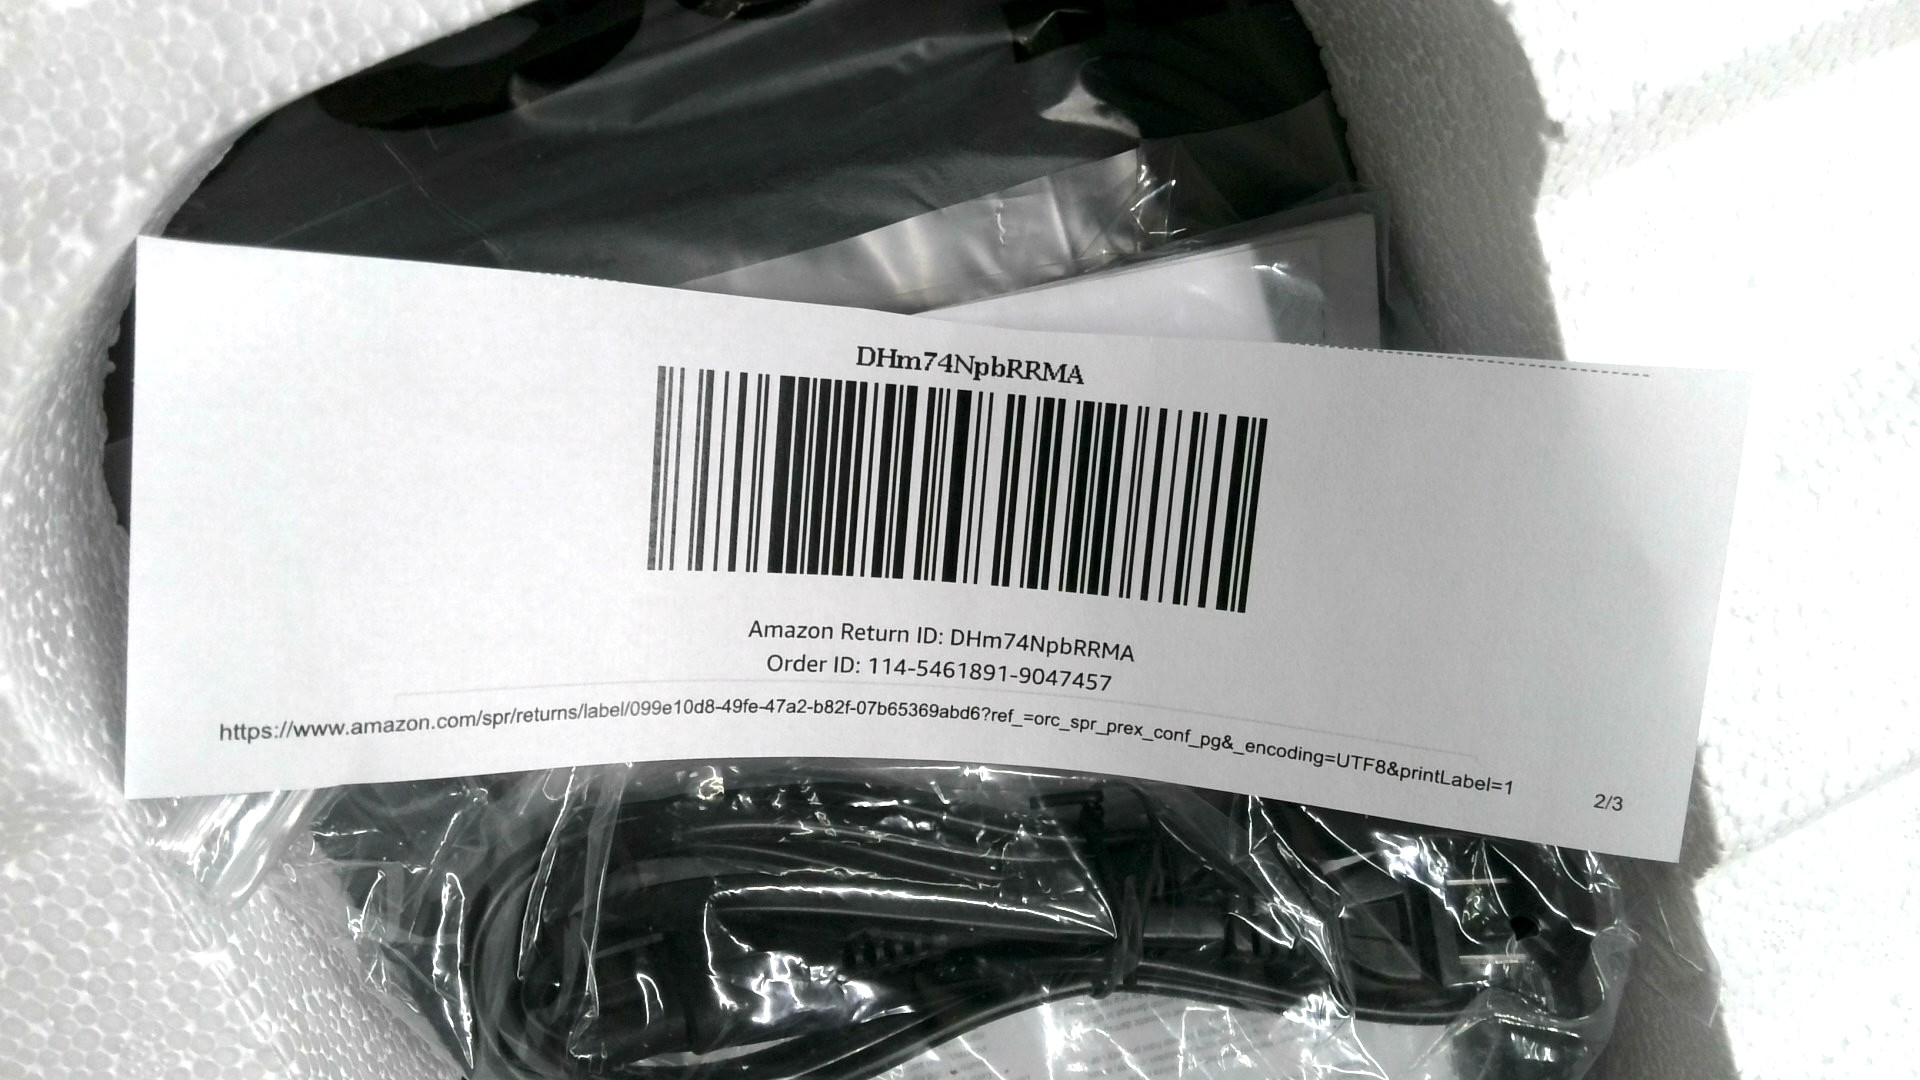 DHm74NpbRRMA
Amazon Return ID: DHm74NpbRRMA
Order ID: 114-5461891-9047457
https://www.amazon.com/spr/returns/label/099e10d8-49fe-47a2-b82f-07b65369abd6?ref_=orc_spr_prex_conf_pg&_encoding=UTF8&printLabel=1
2/3